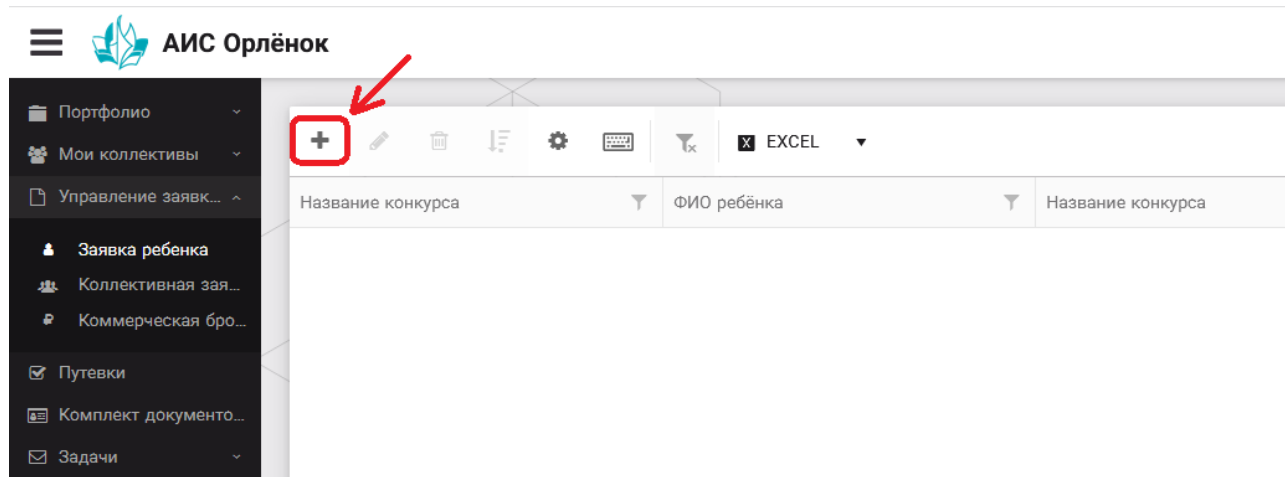 АИС Орлёнок
Портфолио
Мои коллективы
Управление заявк...
Заявка ребенка
Коллективная зая...
Коммерческая бро...
Путевки
Комплект документо...
Задачи
X EXCEL
Название конкурса ФИО ребёнка Название конкурса